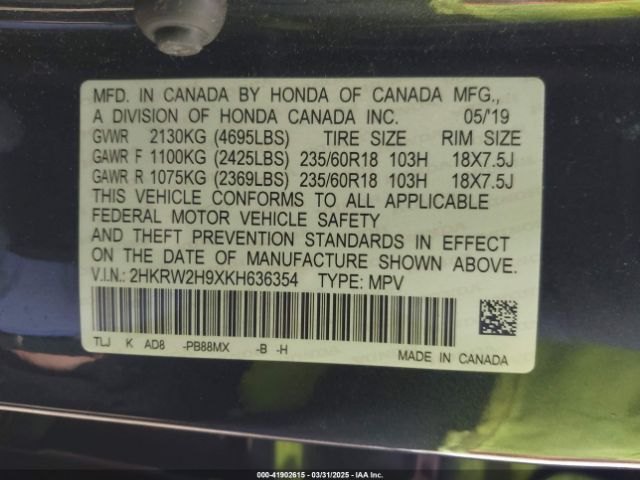 MFD. IN CANADA BY HONDA OF CANADA MFG.,
A DIVISION OF HONDA CANADA INC. 05/'19
GVWR 2130KG (4695LBS) TIRE SIZE RIM SIZE
GAWR F 1100KG (2425LBS) 235/60R18 103H 18X7.5J
GAWR R 1075KG (2369LBS) 235/60R18 103H 18X7.5J
THIS VEHICLE CONFORMS TO ALL APPLICABLE
FEDERAL MOTOR VEHICLE SAFETY
AND THEFT PREVENTION STANDARDS IN EFFECT
ON THE DATE OF MANUFACTURE SHOWN ABOVE.
V.I.N.: 2HKRW2H9XKH636354 TYPE: MPV
TLJ K AD8 -PB88MX -B -H
MADE IN CANADA
000-41902615 - 03/31/2025 - IAA Inc.